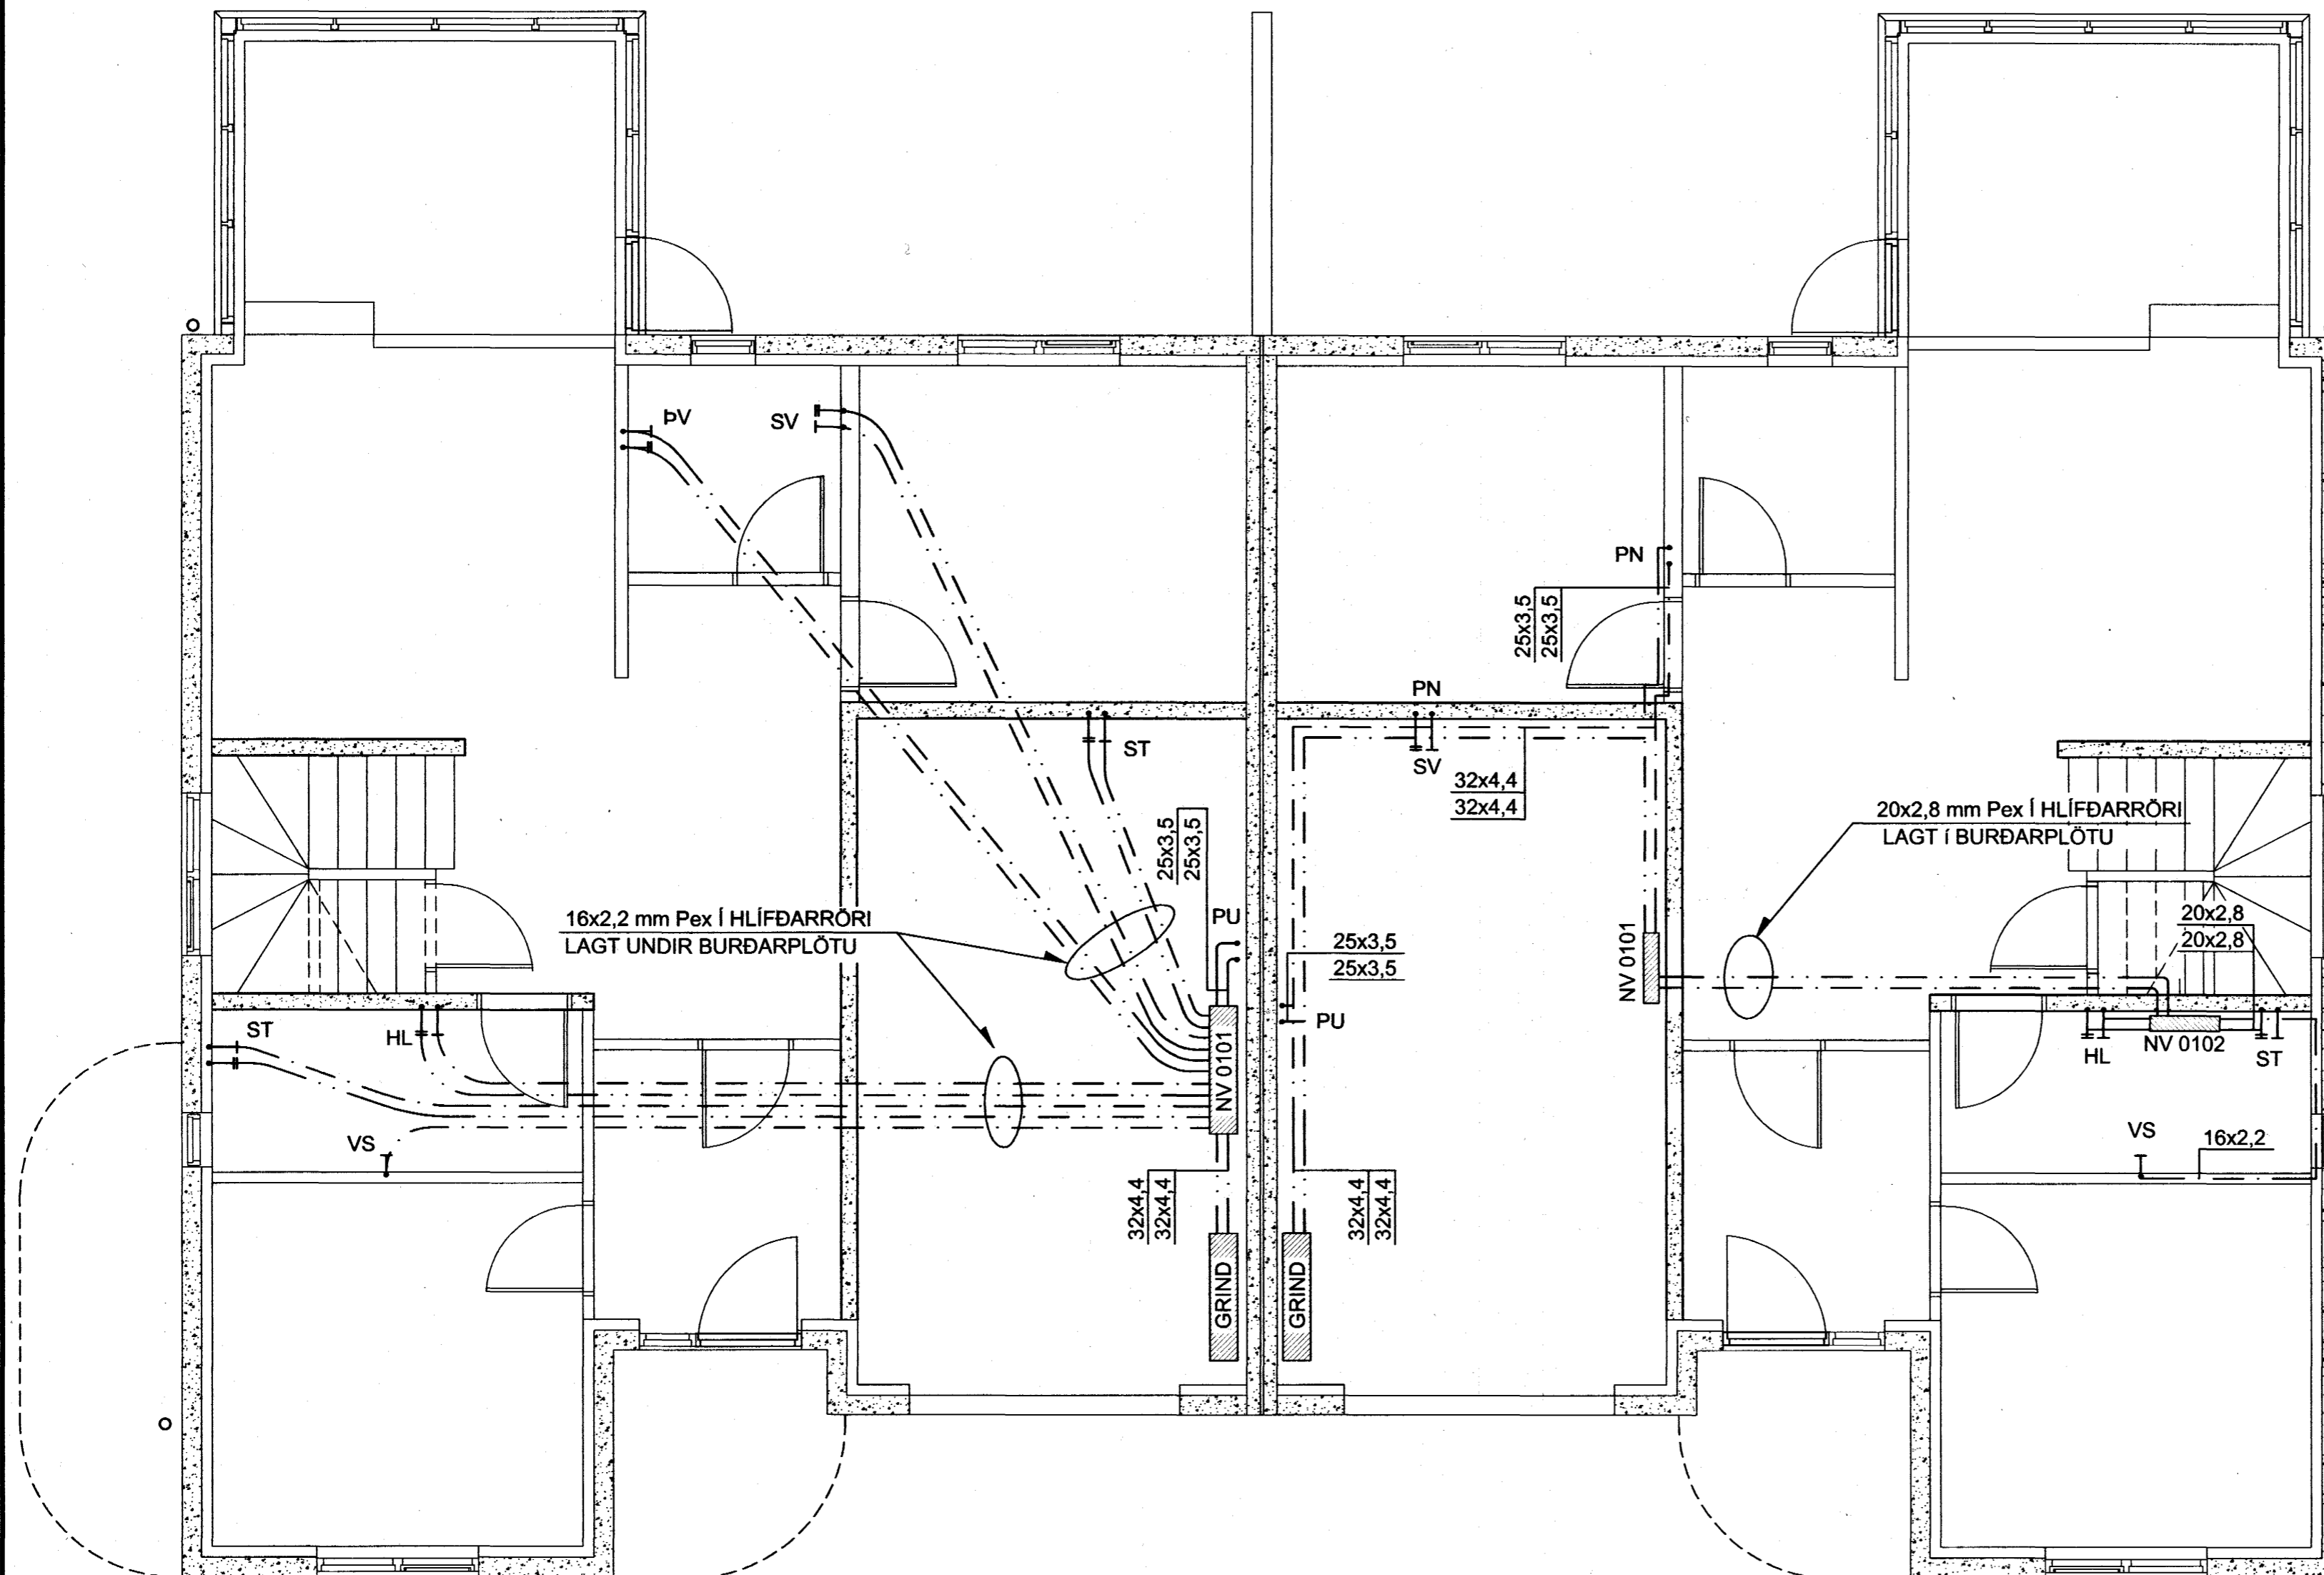 ÞV
SV
PN
25x3,5
25x3,5
PN
ST
SV
32x4,4
32x4,4
20x2,8 mm Pex Í HLÍFÐARRÖRI
LAGT Í BURÐARPLÖTU
25x3,5
25x3,5
16x2,2 mm Pex Í HLÍFÐARRÖRI
LAGT UNDIR BURÐARPLÖTU
PU
25x3,5
25x3,5
NV 0101
20x2,8
20x2,8
PU
ST
HL
NV 0101
HL
NV 0102
ST
VS
VS
16x2,2
32x4,4
32x4,4
32x4,4
32x4,4
GRIND
GRIND